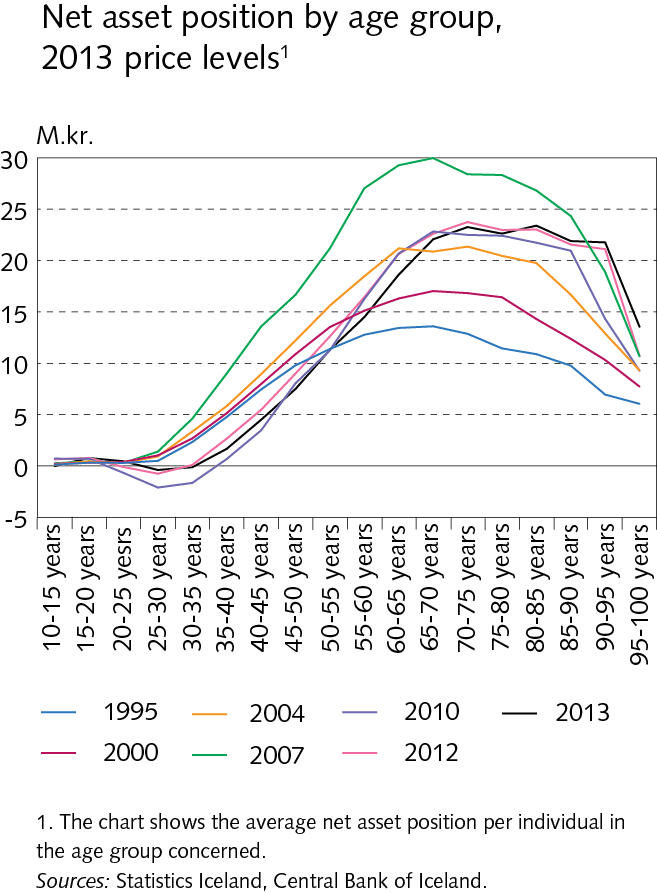 Net asset position by age group,
2013 price levels¹
M.kr.
30
25
20
15
10
5
0
-5
10-15 years
15-20 years
20-25 yesrs
25-30 years
30-35 years
35-40 years
40-45 years
45-50 years
50-55 years
55-60 years
60-65 years
65-70 years
70-75 years
75-80 years
80-85 years
85-90 years
90-95 years
95-100 years
1995 2004 2010 2013
2000 2007 2012
1. The chart shows the average net asset position per individual in
the age group concerned.
Sources: Statistics Iceland, Central Bank of Iceland.